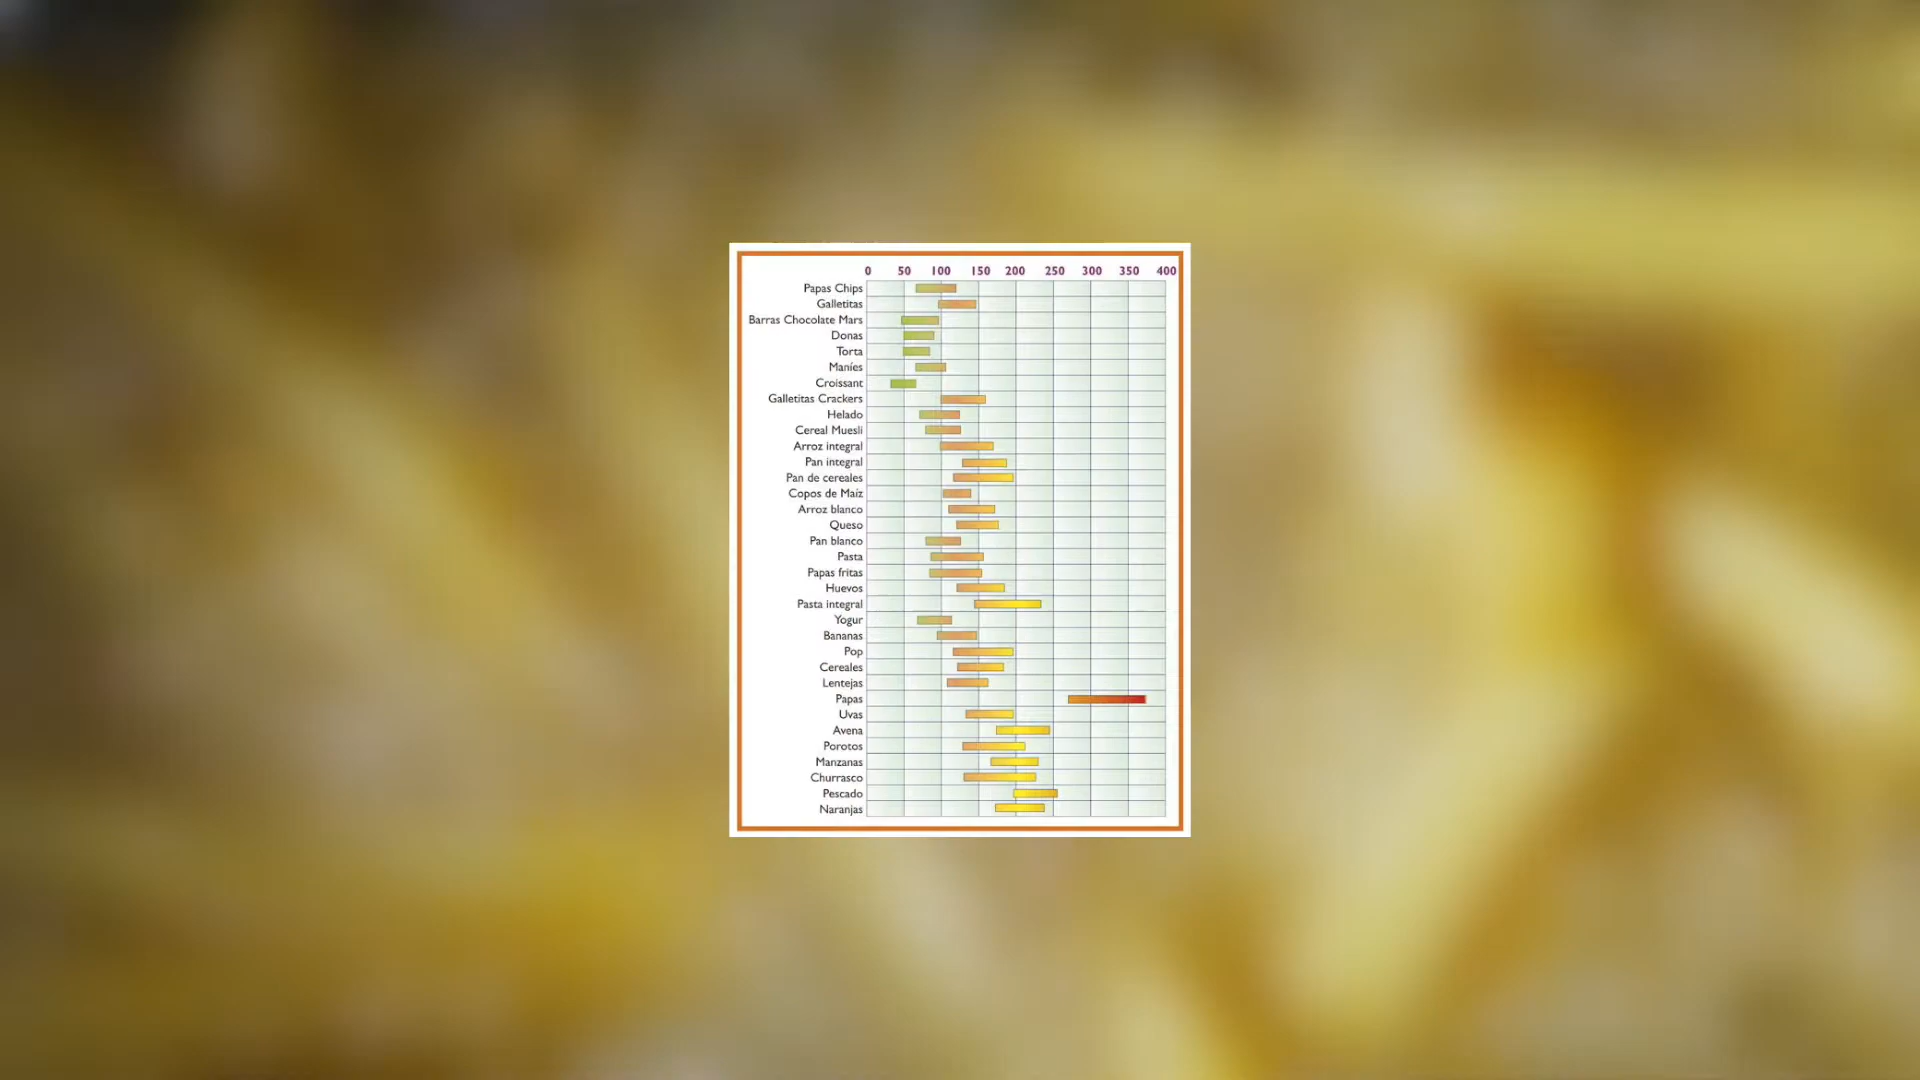 0 50 100 150 200 250 300 350 400
Papas Chips
Galletitas
Barras Chocolate Mars
Donas
Torta
Maníes
Croissant
Galletitas Crackers
Helado
Cereal Muesli
Arroz integral
Pan integral
Pan de cereales
Copos de Maiz
Arroz blanco
Queso
Pan blanco
Pasta
Papas fritas
Huevos
Pasta integral
Yogur
Bananas
Pop
Cereales
Lentejas
Papas
Uvas
Avena
Porotos
Manzanas
Churrasco
Pescado
Naranjas